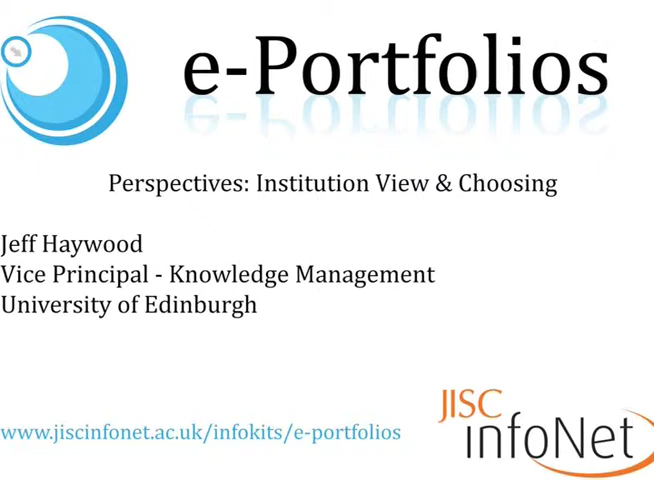 e-Portfolios
Perspectives: Institution View & Choosing
Jeff Haywood
Vice Principal - Knowledge Management
University of Edinburgh
www.jiscinfonet.ac.uk/infokits/e-portfolios
JISC
infoNet